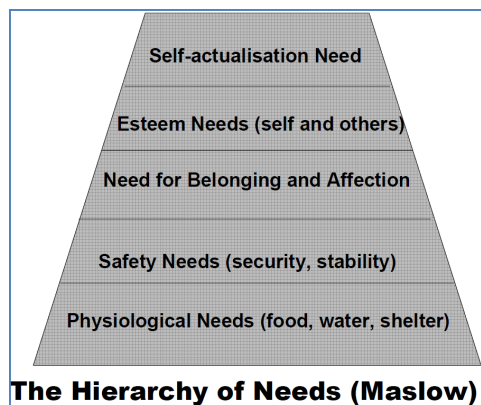 Self-actualisation Need
Esteem Needs (self and others)
Need for Belonging and Affection
Safety Needs (security, stability)
Physiological Needs (food, water, shelter)
The Hierarchy of Needs (Maslow)